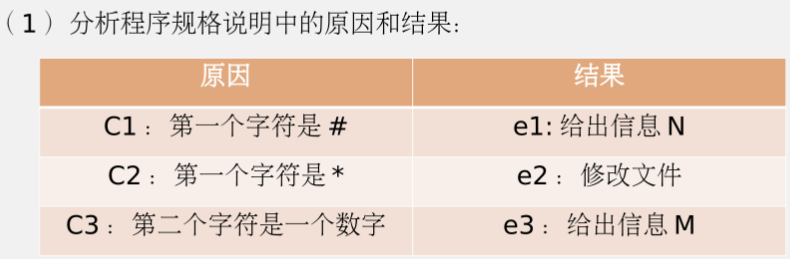 （1）分析程序规格说明中的原因和结果：
原因 结果
C1：第一个字符是 # e1: 给出信息 N
C2：第一个字符是 * e2：修改文件
C3：第二个字符是一个数字 e3：给出信息 M